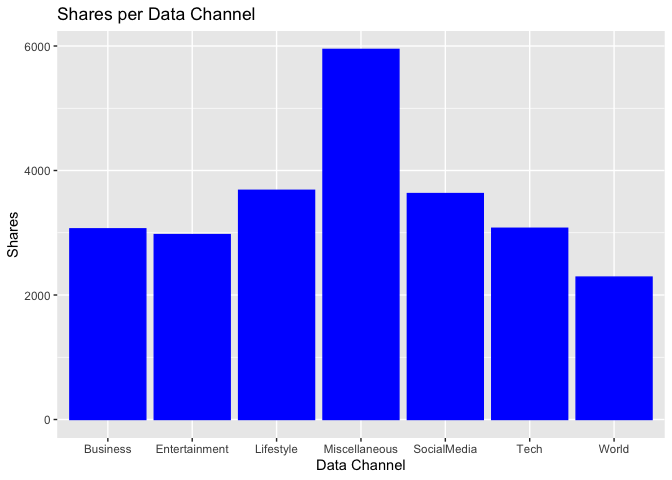 Shares per Data Channel
6000
4000
2000
0
Shares
Business Entertainment Lifestyle Miscellaneous SocialMedia Tech World
Data Channel